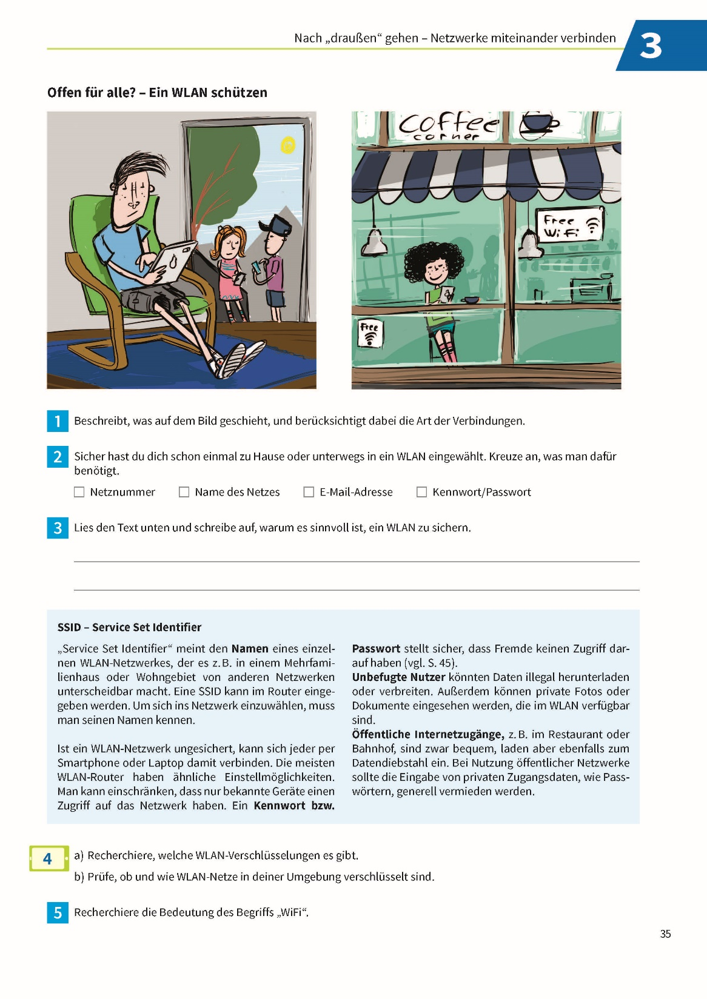 Nach „draußen“ gehen – Netzwerke miteinander verbinden
3
Offen für alle? – Ein WLAN schützen
Coffee
corner
Free
WiFi
Free
1 Beschreibt, was auf dem Bild geschieht, und berücksichtigt dabei die Art der Verbindungen.
2 Sicher hast du dich schon einmal zu Hause oder unterwegs in ein WLAN eingewählt. Kreuze an, was man dafür
benötigt.
☐ Netznummer ☐ Name des Netzes ☐ E-Mail-Adresse ☐ Kennwort/Passwort
3 Lies den Text unten und schreibe auf, warum es sinnvoll ist, ein WLAN zu sichern.
SSID – Service Set Identifier
„Service Set Identifier“ meint den Namen eines einzel-
nen WLAN-Netzwerkes, der es z. B. in einem Mehrfami-
lienhaus oder Wohngebiet von anderen Netzwerken
unterscheidbar macht. Eine SSID kann im Router einge-
geben werden. Um sich ins Netzwerk einzuwählen, muss
man seinen Namen kennen.
Ist ein WLAN-Netzwerk ungesichert, kann sich jeder per
Smartphone oder Laptop damit verbinden. Die meisten
WLAN-Router haben ähnliche Einstellmöglichkeiten.
Man kann einschränken, dass nur bekannte Geräte einen
Zugriff auf das Netzwerk haben. Ein Kennwort bzw.
Passwort stellt sicher, dass Fremde keinen Zugriff dar-
auf haben (vgl. S. 45).
Unbefugte Nutzer könnten Daten illegal herunterladen
oder verbreiten. Außerdem können private Fotos oder
Dokumente eingesehen werden, die im WLAN verfügbar
sind.
Öffentliche Internetzugänge, z. B. im Restaurant oder
Bahnhof, sind zwar bequem, laden aber ebenfalls zum
Datendiebstahl ein. Bei Nutzung öffentlicher Netzwerke
sollte die Eingabe von privaten Zugangsdaten, wie Pass-
wörtern, generell vermieden werden.
4 a) Recherchiere, welche WLAN-Verschlüsselungen es gibt.
b) Prüfe, ob und wie WLAN-Netze in deiner Umgebung verschlüsselt sind.
5 Recherchiere die Bedeutung des Begriffs „WiFi“.
35